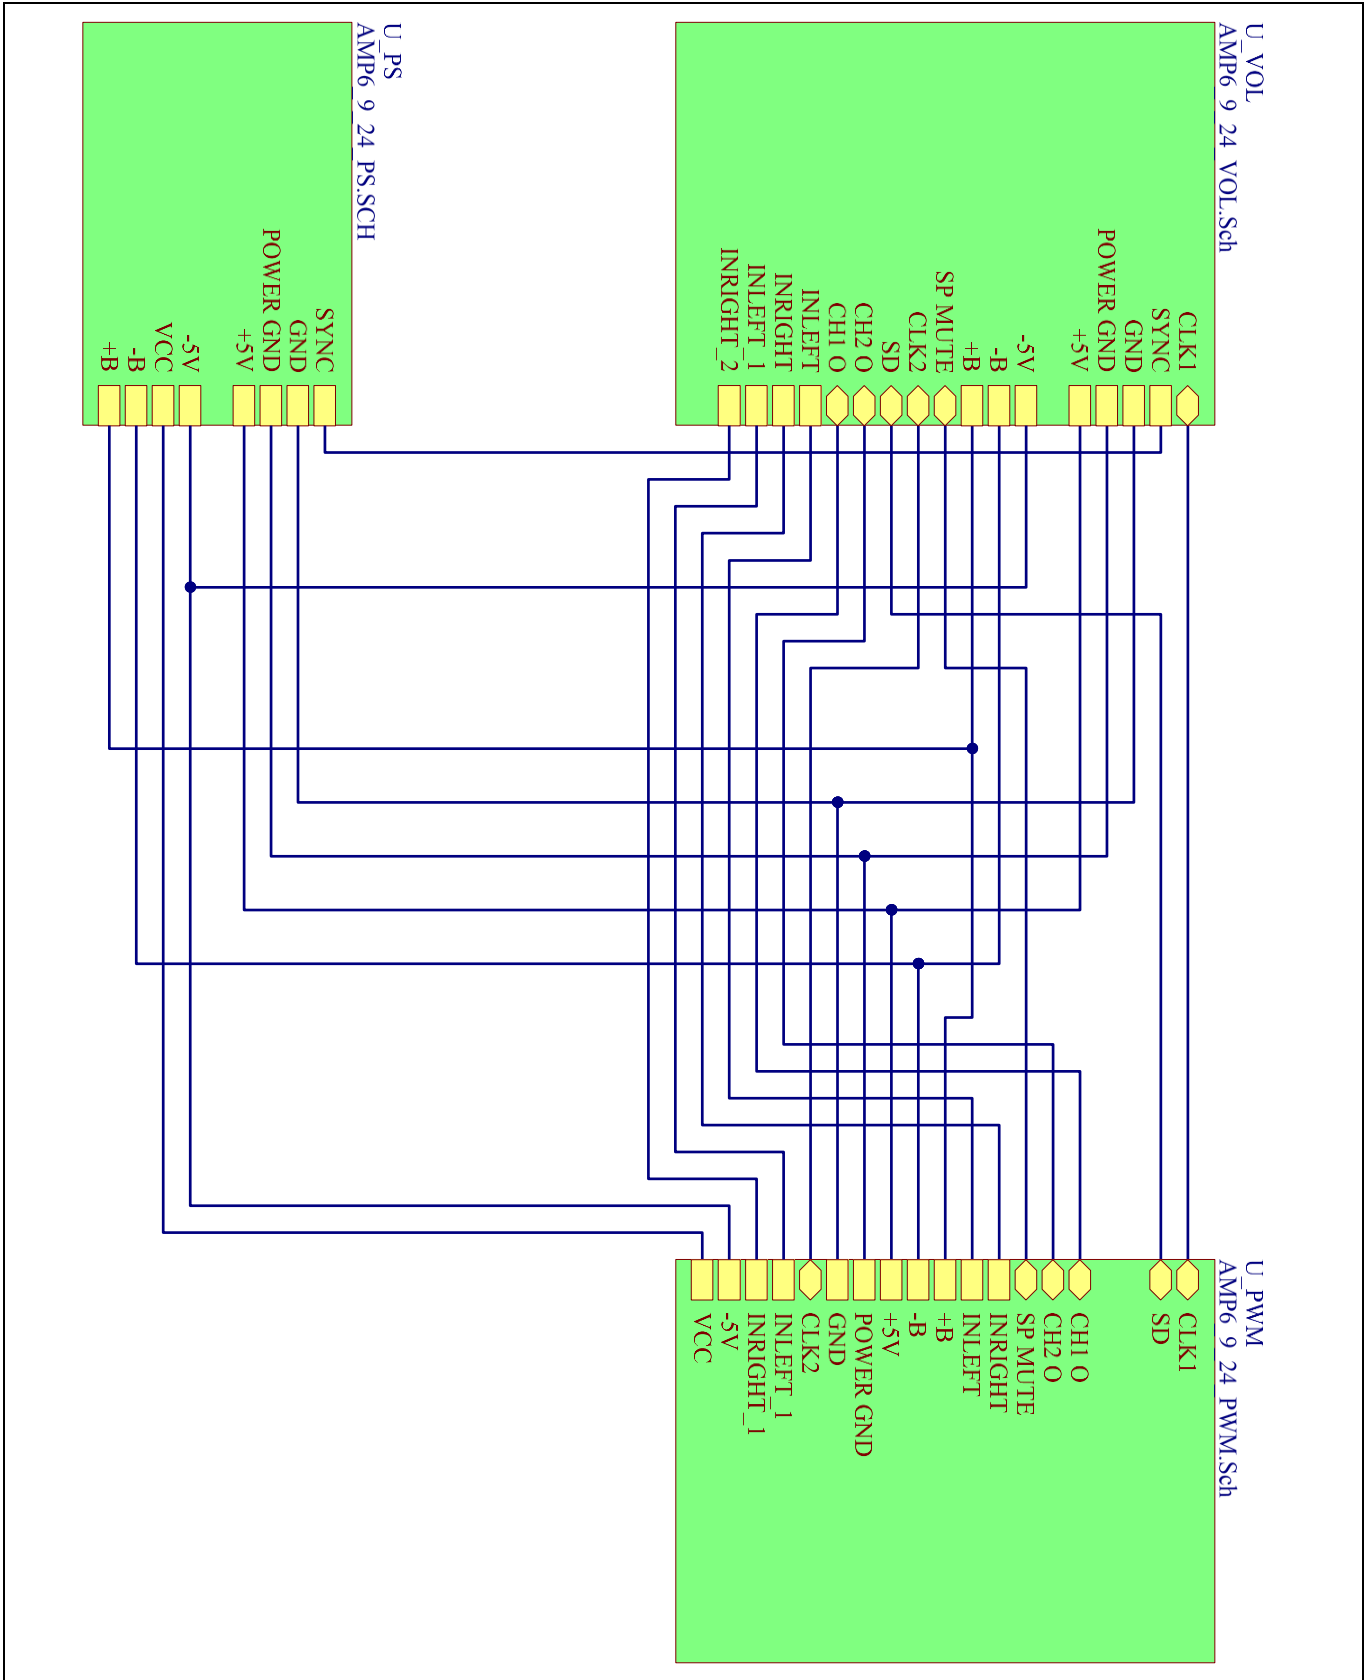 U_PS
AMP6_9_24_PS.SCH
SYNC
GND
POWER GND
+5V
-5V
VCC
-B
+B
U_VOL
AMP6_9_24_VOL.Sch
CLK1
SYNC
GND
POWER GND
+5V
-5V
-B
+B
SP MUTE
CLK2
SD
CH2 O
CH1 O
INLEFT
INRIGHT
INLEFT_1
INRIGHT_2
U_PWM
AMP6_9_24_PWM.Sch
CLK1
SD
CH1 O
CH2 O
SP MUTE
INRIGHT
INLEFT
+B
-B
+5V
POWER GND
GND
CLK2
INLEFT_1
INRIGHT_1
-5V
VCC